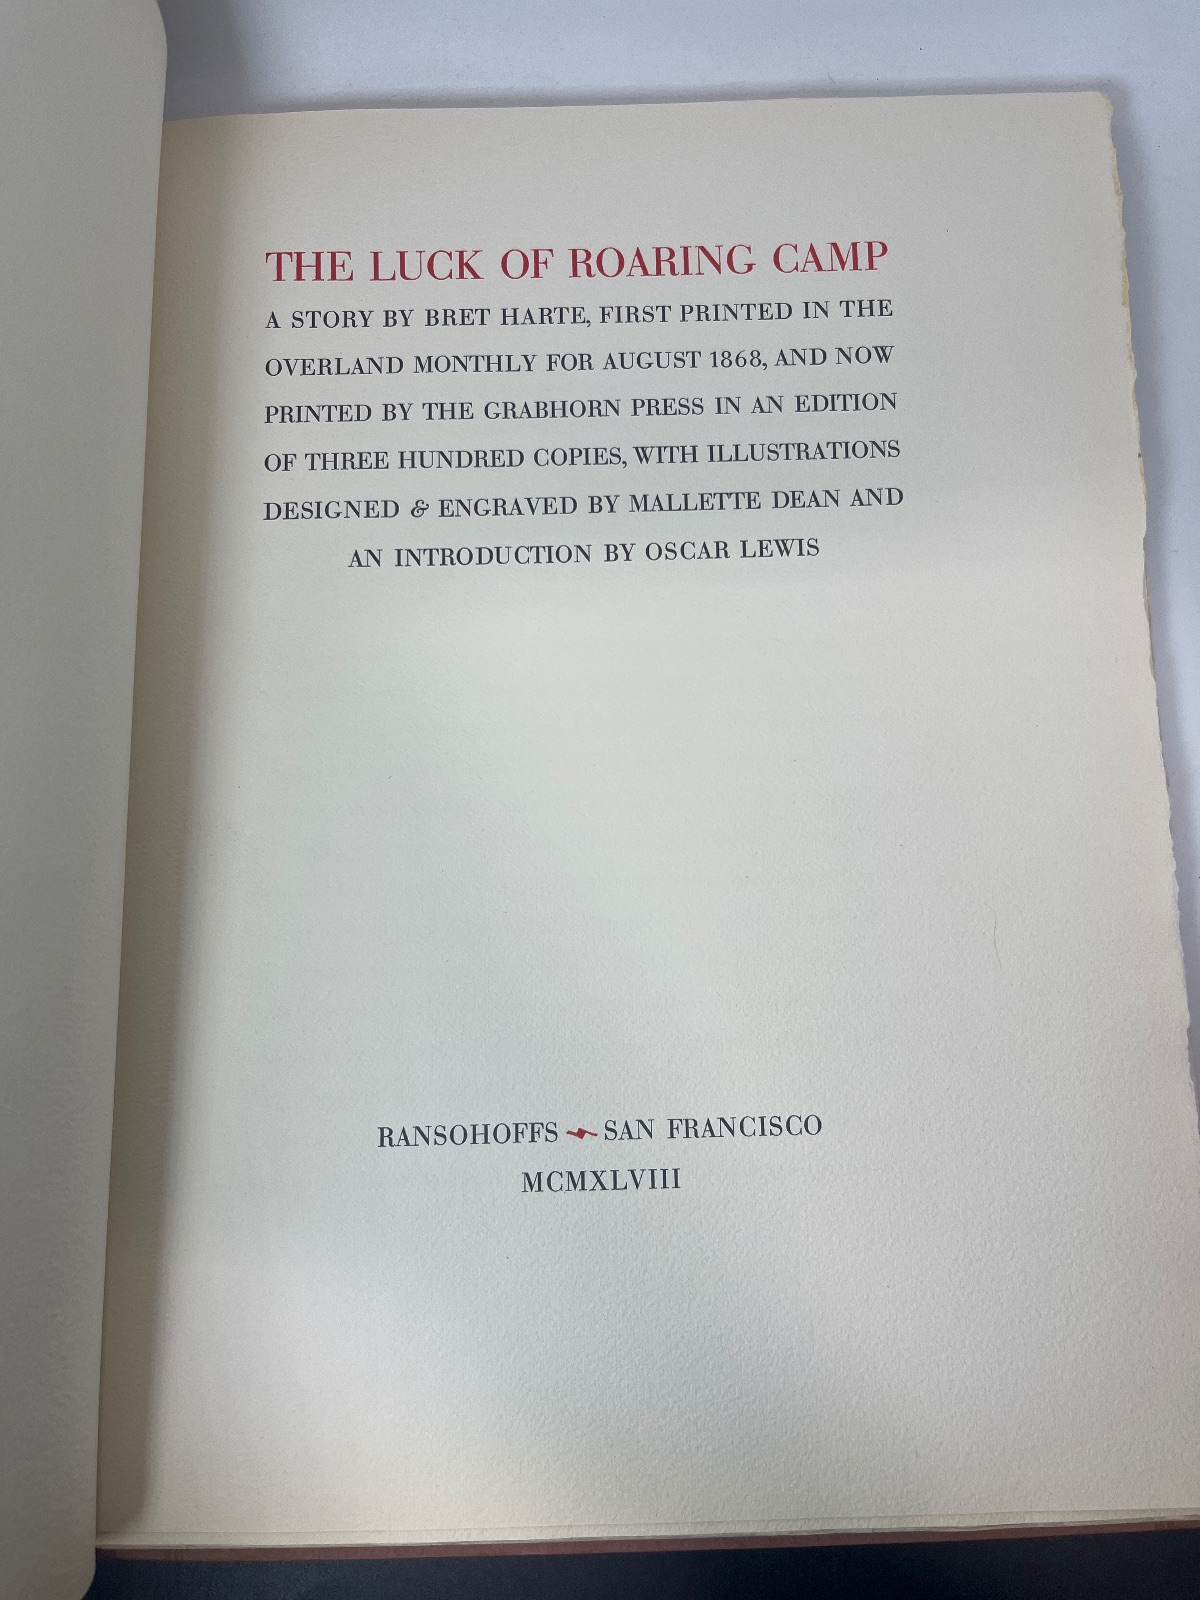 THE LUCK OF ROARING CAMP
A STORY BY BRET HARTE, FIRST PRINTED IN THE
OVERLAND MONTHLY FOR AUGUST 1868, AND NOW
PRINTED BY THE GRABHORN PRESS IN AN EDITION
OF THREE HUNDRED COPIES, WITH ILLUSTRATIONS
DESIGNED & ENGRAVED BY MALLETTE DEAN AND
AN INTRODUCTION BY OSCAR LEWIS
RANSOHOFFS SAN FRANCISCO
MCMXLVIII